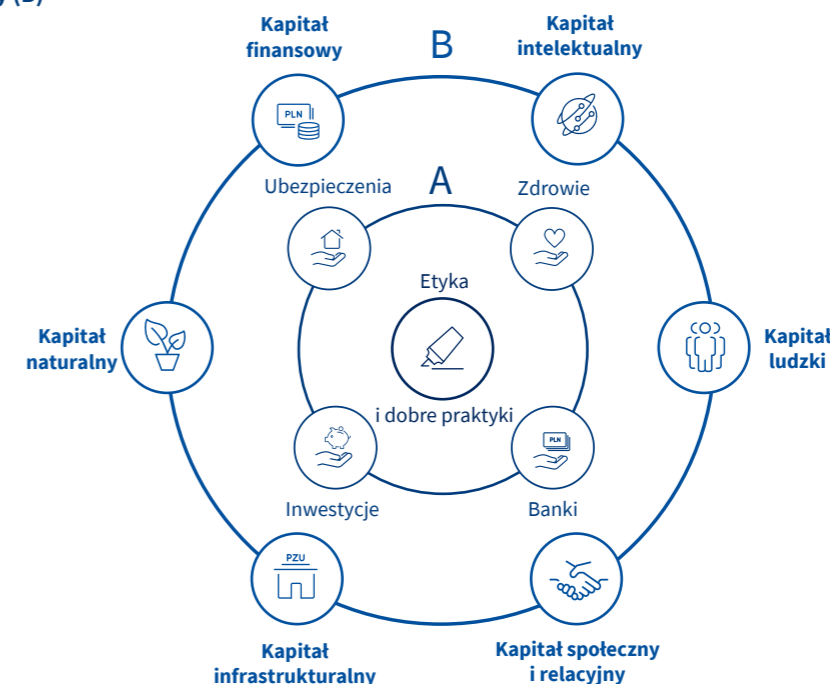 Kapitał
finansowy
B
Kapitał
intelektualny
PLN
Ubezpieczenia
A
Zdrowie
Etyka
Kapitał
naturalny
Kapitał
ludzki
i dobre praktyki
PLN
Inwestycje
Banki
PZU
Kapitał
infrastrukturalny
Kapitał społeczny
i relacyjny